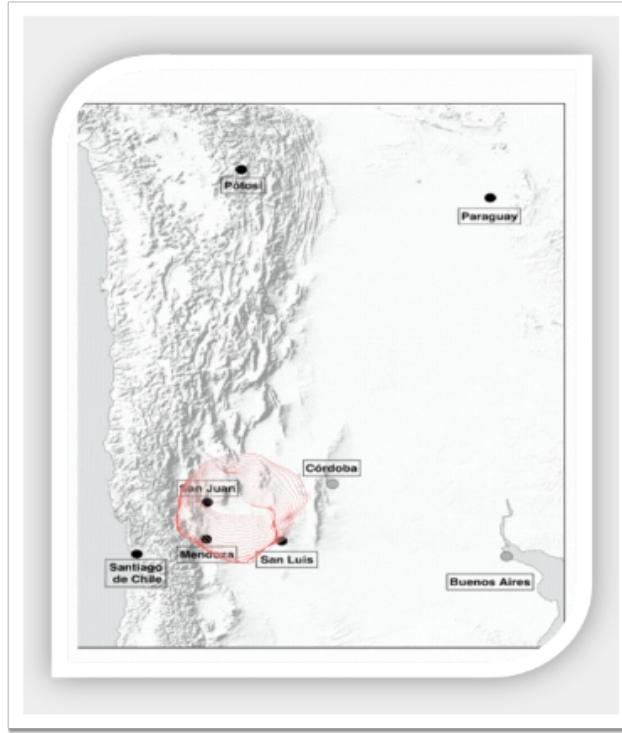 Potosí
Paraguay
Córdoba
San Juan
Mendoza
San Luis
Santiago
de Chile
Buenos Aires